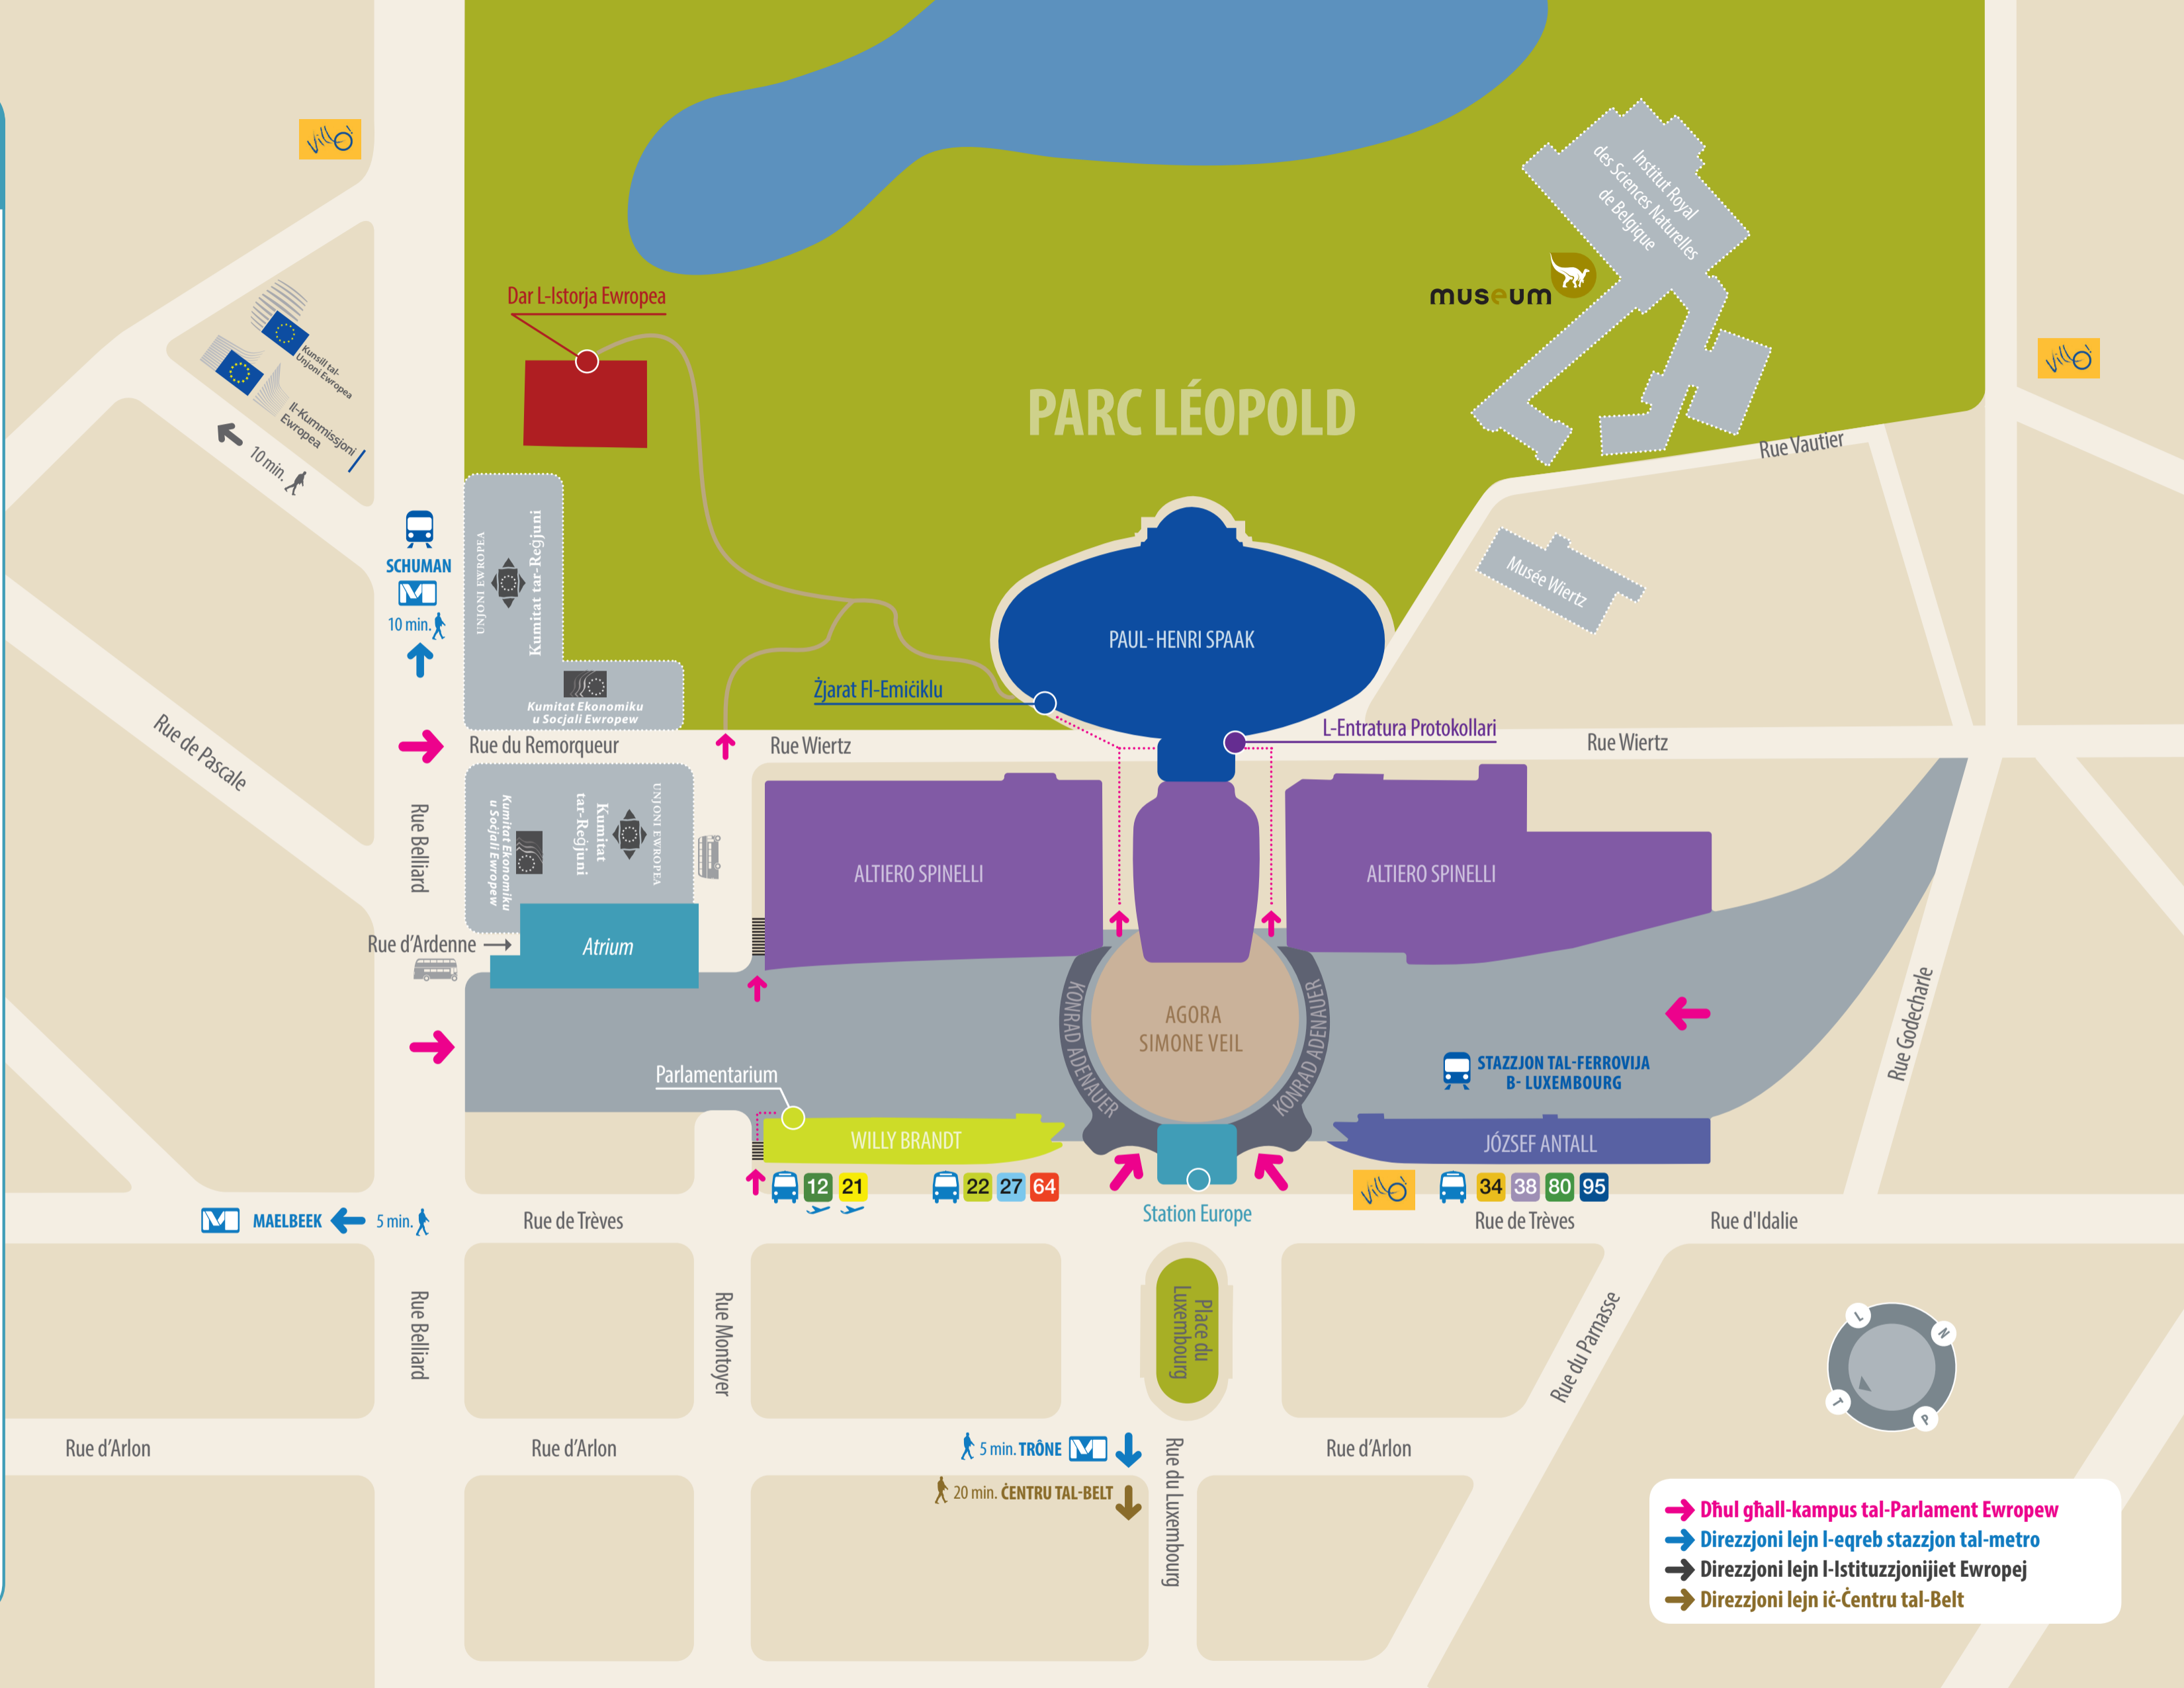 Villo!
Institut Royal
des Sciences Naturelles
de Belgique
museum
Dar L-Istorja Ewropea
Kunsill tal-
Unjoni Ewropea
Il-Kummissjoni
Ewropea
10 min.
PARC LÉOPOLD
Villo!
Rue Vautier
SCHUMAN
M
10 min.
UNJONI EWROPEA
Kumitat tar-Reġjuni
Musée Wiertz
PAUL-HENRI SPAAK
Żjarat Fl-Emiċiklu
Kumitat Ekonomiku
u Soċjali Ewropew
L-Entratura Protokollari
Rue de Pascale
Rue du Remorqueur
Rue Wiertz
Rue Wiertz
Rue Belliard
Kumitat Ekonomiku
u Soċjali Ewropew
Kumitat
tar-Reġjuni
UNJONI EWROPEA
ALTIERO SPINELLI
ALTIERO SPINELLI
Rue d'Ardenne
Atrium
KONRAD ADENAUER
AGORA
SIMONE VEIL
KONRAD ADENAUER
Rue Godecharle
STAZZJON TAL-FERROVIJA
B- LUXEMBOURG
Parlamentarium
WILLY BRANDT
JÓZSEF ANTALL
12 21
22 27 64
Villo!
34 38 80 95
Station Europe
M MAELBEEK 5 min.
Rue de Trèves
Rue de Trèves
Rue d'Idalie
Rue Belliard
Rue Montoyer
Place du
Luxembourg
Rue du Parnasse
L
N
T
P
Rue d'Arlon
Rue d'Arlon
5 min. TRÔNE M
Rue d'Arlon
20 min. ĊENTRU TAL-BELT
Rue du Luxembourg
Dħul għall-kampus tal-Parlament Ewropew
Direzzjoni lejn l-eqreb stazzjon tal-metro
Direzzjoni lejn l-Istituzzjonijiet Ewropej
Direzzjoni lejn iċ-Ċentru tal-Belt